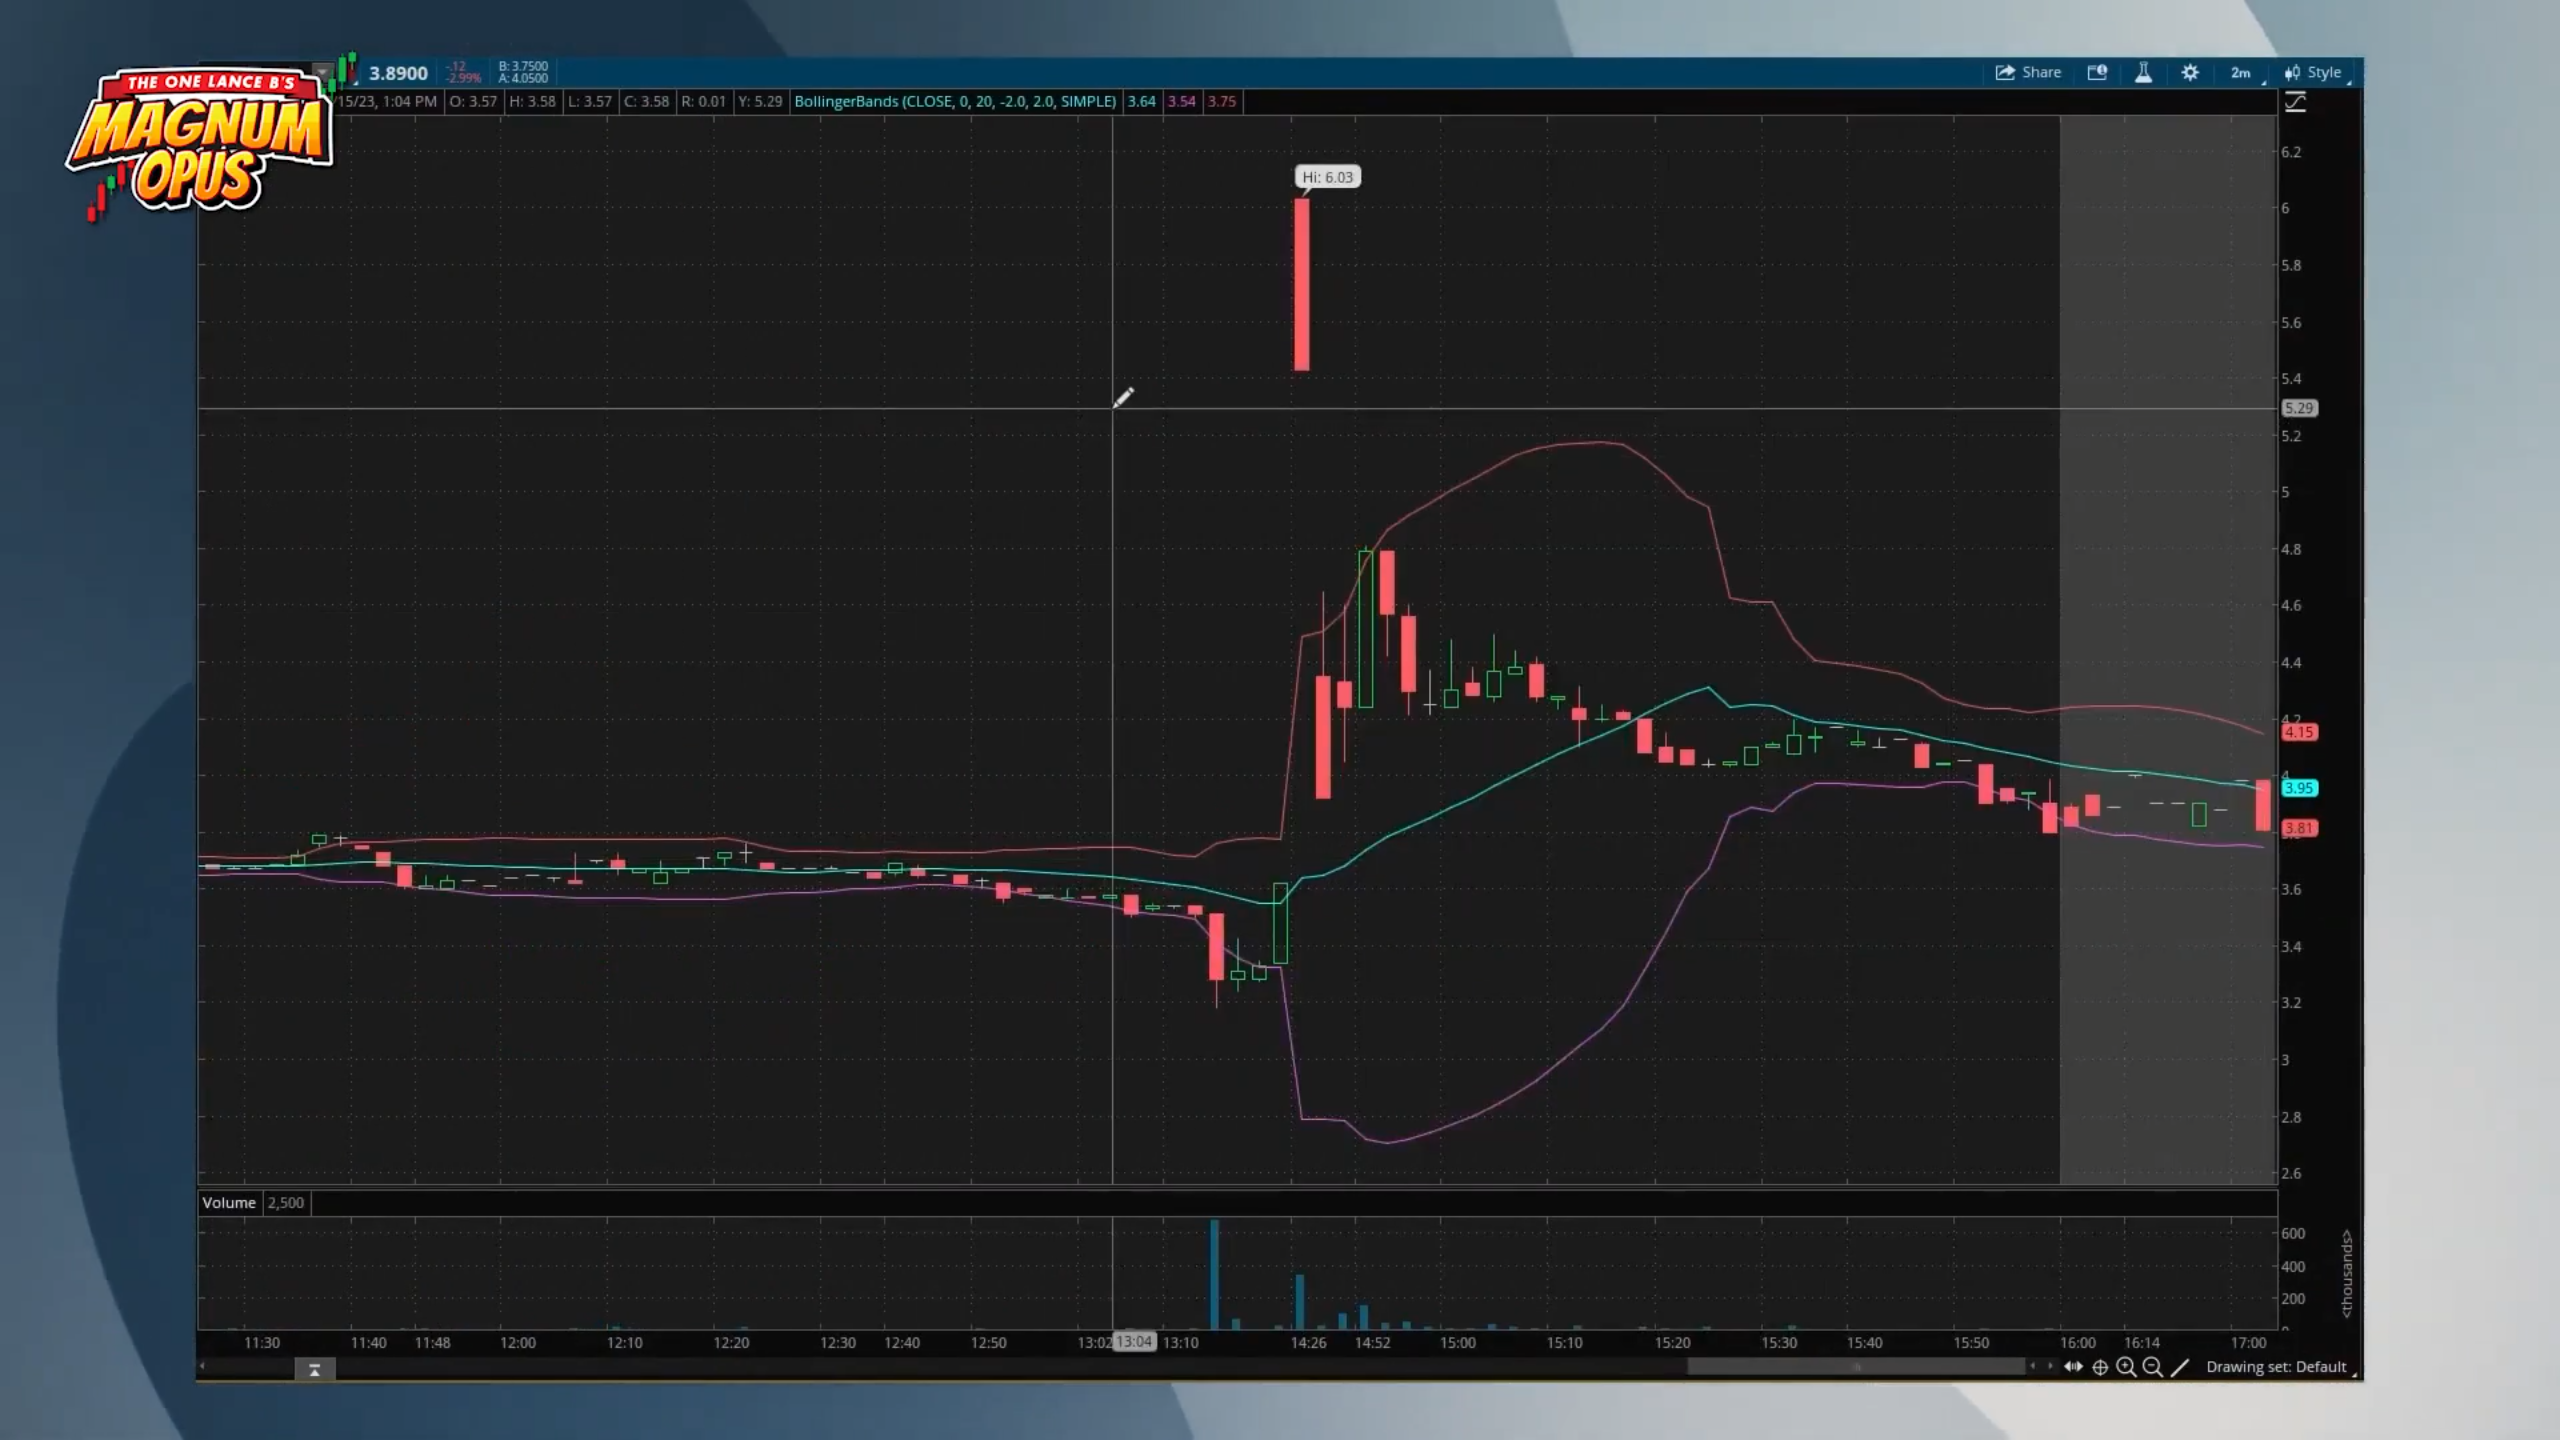 THE ONE LANCE B'S
MAGNUM
OPUS
3.8900
-.12
-2.99%
B: 3.7500
A: 4.0500
Share
2m
Style
15/23, 1:04 PM
O: 3.57
H: 3.58
L: 3.57
C: 3.58
R: 0.01
Y: 5.29
BollingerBands (CLOSE, 0, 20, -2.0, 2.0, SIMPLE)
3.64
3.54
3.75
Hi: 6.03
6.2
6
5.8
5.6
5.4
5.29
5.2
5
4.8
4.6
4.4
4.2
4.15
4
3.95
3.81
3.6
3.4
3.2
3
2.8
2.6
Volume
2,500
600
400
200
<thousands>
11:30
11:40
11:48
12:00
12:10
12:20
12:30
12:40
12:50
13:02
13:04
13:10
14:26
14:52
15:00
15:10
15:20
15:30
15:40
15:50
16:00
16:14
17:00
Drawing set: Default